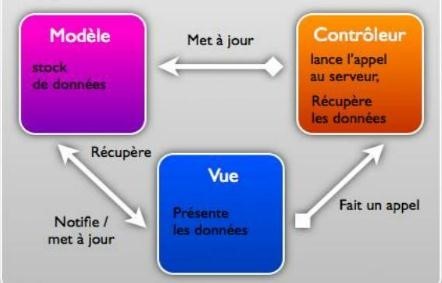 Modèle
stock
de données
Met à jour
Contrôleur
lance l'appel
au serveur,
Récupère
les données
Récupère
Vue
Présente
les données
Notifie /
met à jour
Fait un appel